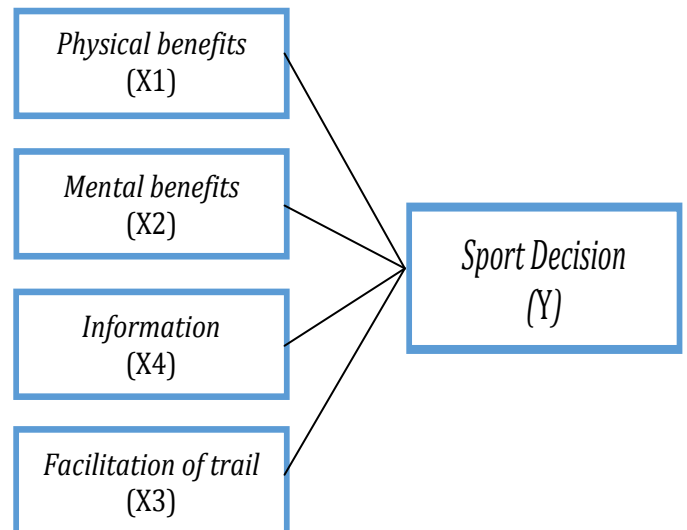 Physical benefits
(X1)
Mental benefits
(X2)
Information
(X4)
Facilitation of trail
(X3)
Sport Decision
(Y)